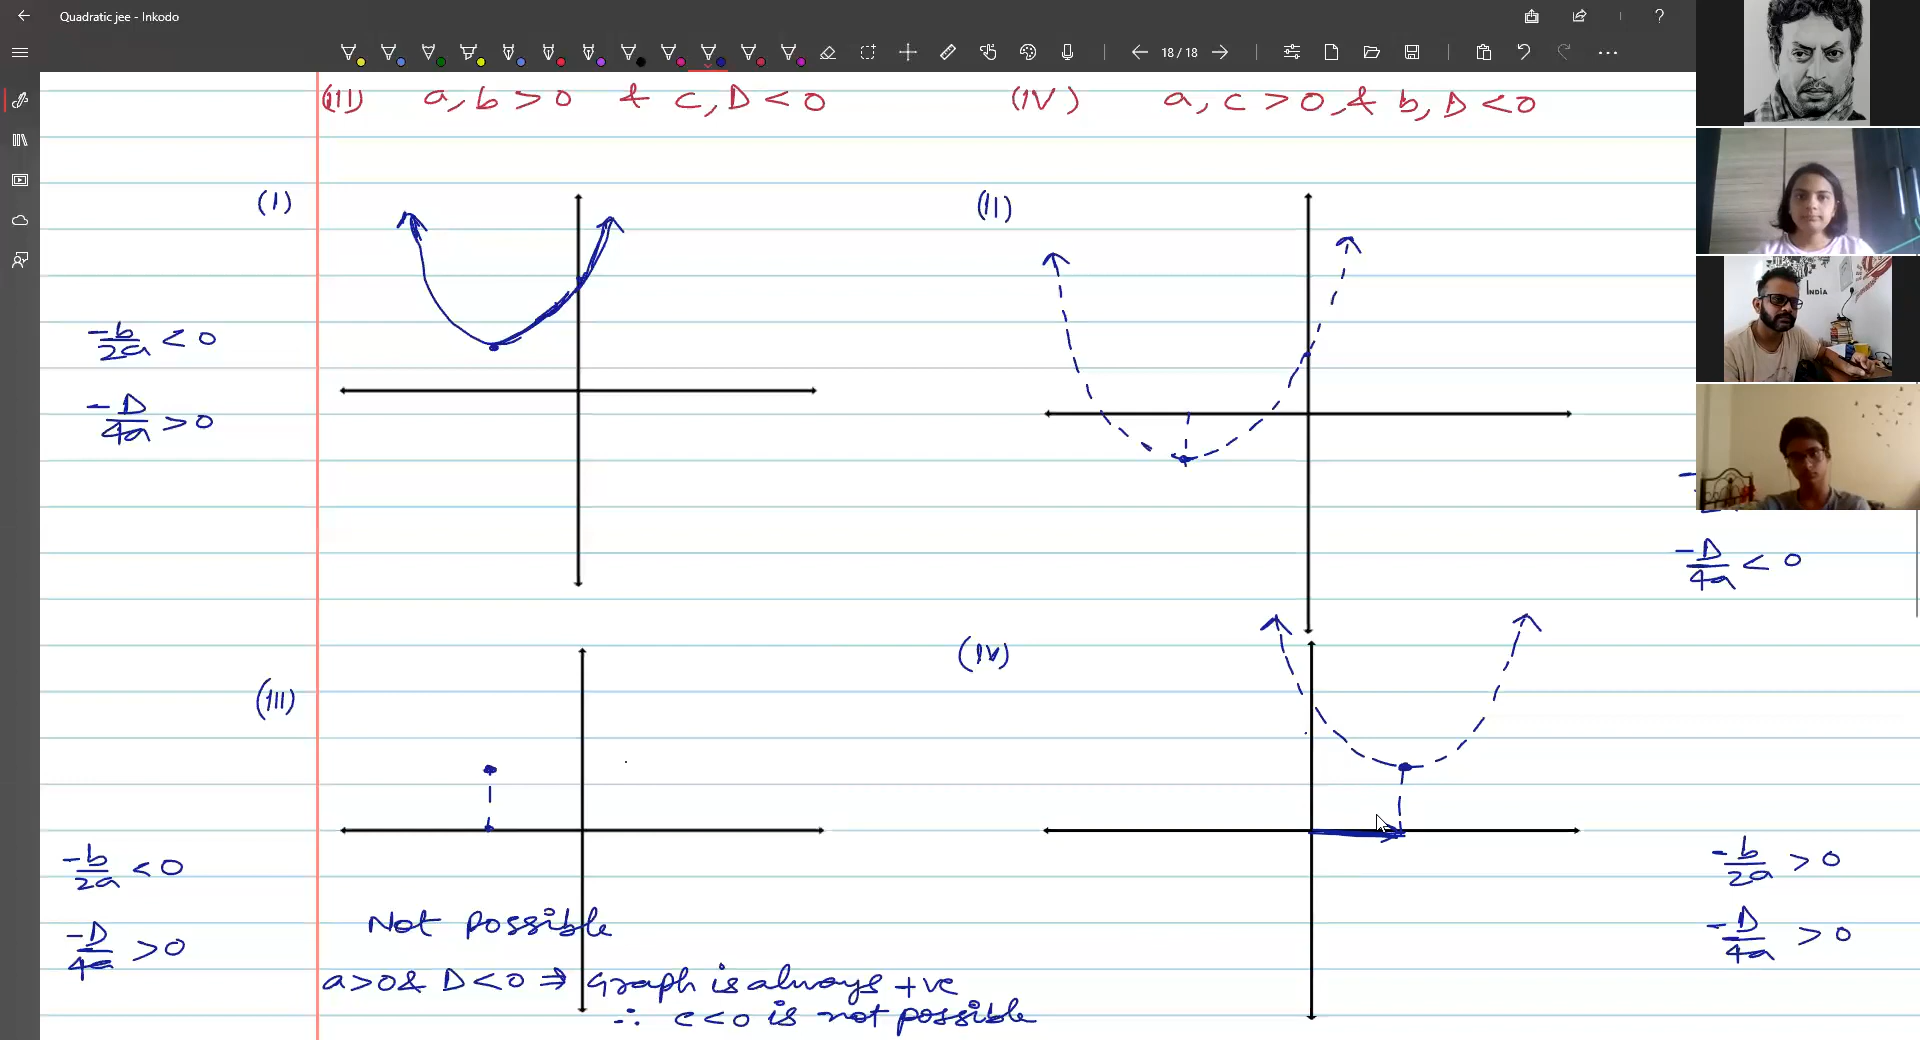 Quadratic jee - Inkodo
18 / 18
?
(III) a, b > 0 & c, D < 0
(IV) a, c > 0, & b, D < 0
(I)
(II)
-b/2a < 0
-D/4a > 0
-D/4a < 0
INDIA
(III)
(IV)
-b/2a < 0
-D/4a > 0
-b/2a > 0
-D/4a > 0
Not possible
a > 0 & D < 0 ⇒ Graph is always +ve
∴ c < 0 is not possible